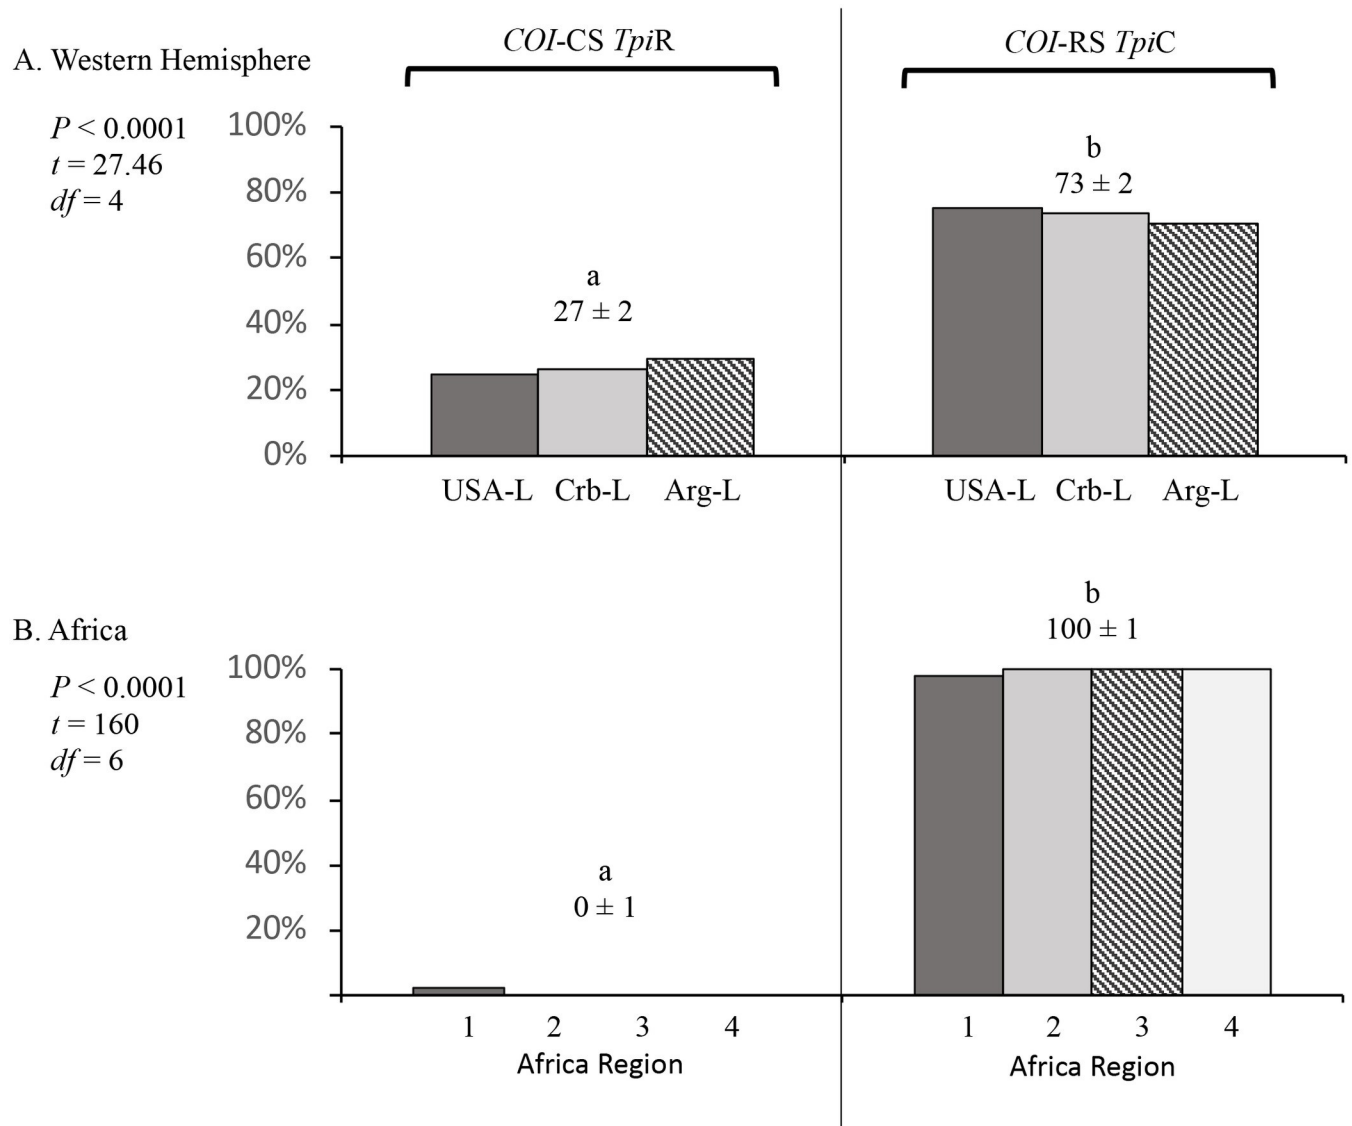 COI-CS TpiR
COI-RS TpiC
A. Western Hemisphere
P < 0.0001
t = 27.46
df = 4
100%
80%
60%
40%
20%
0%
a
27 ± 2
b
73 ± 2
USA-L Crb-L Arg-L
USA-L Crb-L Arg-L
B. Africa
P < 0.0001
t = 160
df = 6
100%
80%
60%
40%
20%
a
0 ± 1
b
100 ± 1
1 2 3 4
Africa Region
1 2 3 4
Africa Region